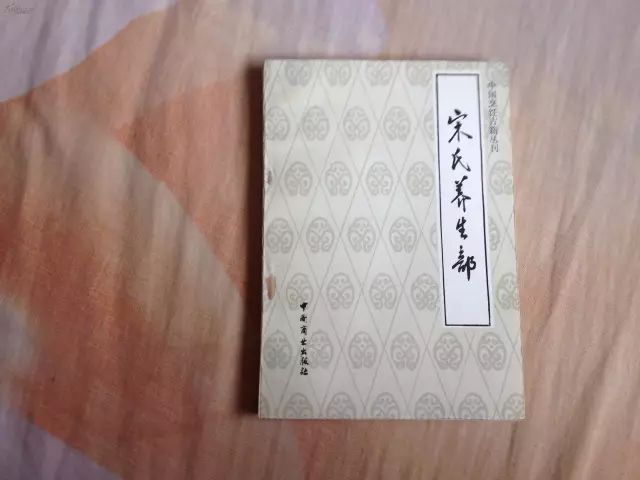 中国烹饪古籍丛刊
宋氏养生部
中国商业出版社